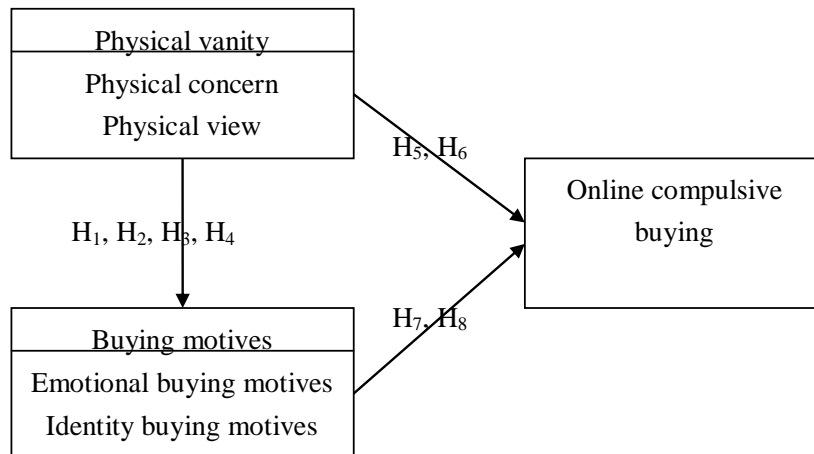 Physical vanity
Physical concern
Physical view
H₅, H₆
Online compulsive
buying
H₁, H₂, H₃, H₄
H₇, H₈
Buying motives
Emotional buying motives
Identity buying motives